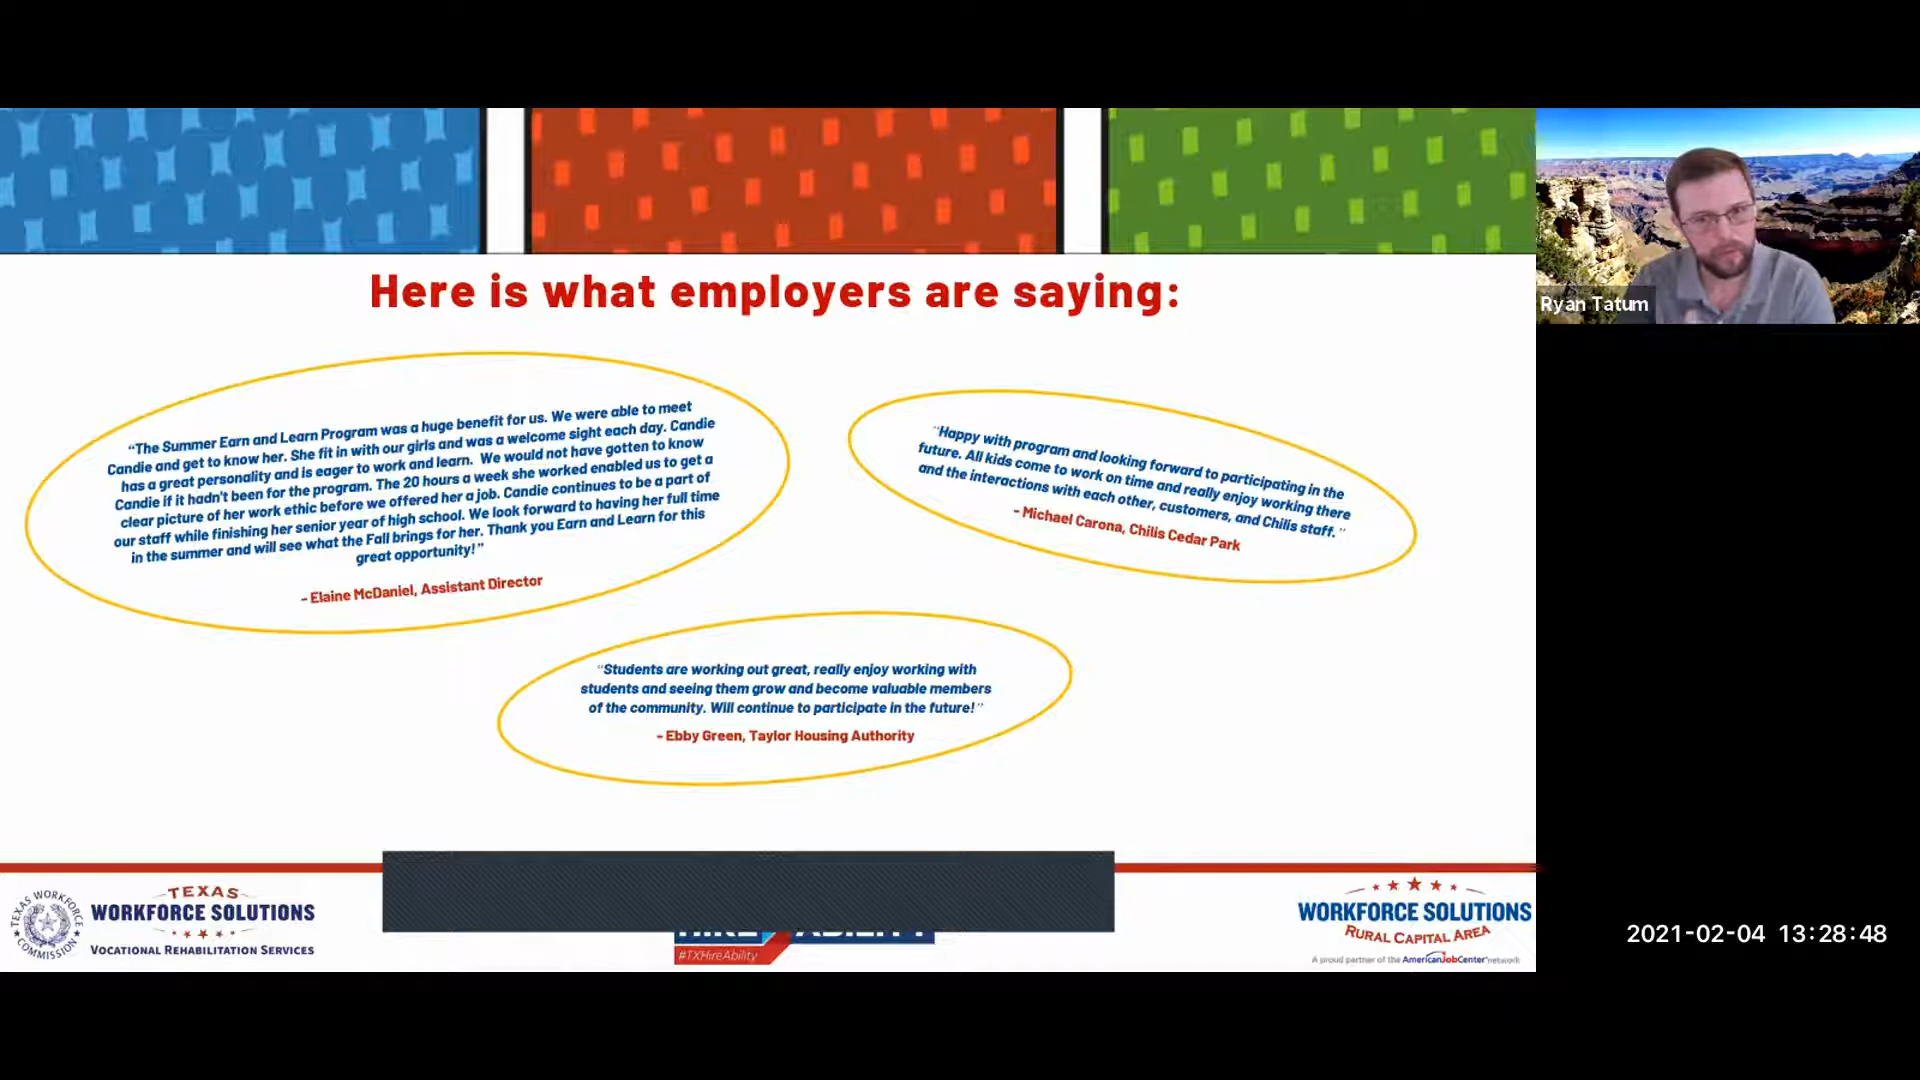 Here is what employers are saying:
“The Summer Earn and Learn Program was a huge benefit for us. We were able to meet
Candie and get to know her. She fit in with our girls and was a welcome sight each day. Candie
has a great personality and is eager to work and learn. We would not have gotten to know
Candie if it hadn't been for the program. The 20 hours a week she worked enabled us to get a
clear picture of her work ethic before we offered her a job. Candie continues to be a part of
our staff while finishing her senior year of high school. We look forward to having her full time
in the summer and will see what the Fall brings for her. Thank you Earn and Learn for this
great opportunity!”
- Elaine McDaniel, Assistant Director
“Happy with program and looking forward to participating in the
future. All kids come to work on time and really enjoy working there
and the interactions with each other, customers, and Chilis staff.”
- Michael Carona, Chilis Cedar Park
“Students are working out great, really enjoy working with
students and seeing them grow and become valuable members
of the community. Will continue to participate in the future!”
- Ebby Green, Taylor Housing Authority
Ryan Tatum
TEXAS WORKFORCE COMMISSION
TEXAS
WORKFORCE SOLUTIONS
VOCATIONAL REHABILITATION SERVICES
#TXHireAbility
WORKFORCE SOLUTIONS
RURAL CAPITAL AREA
A proud partner of the AmericanJobCenter network
2021-02-04 13:28:48